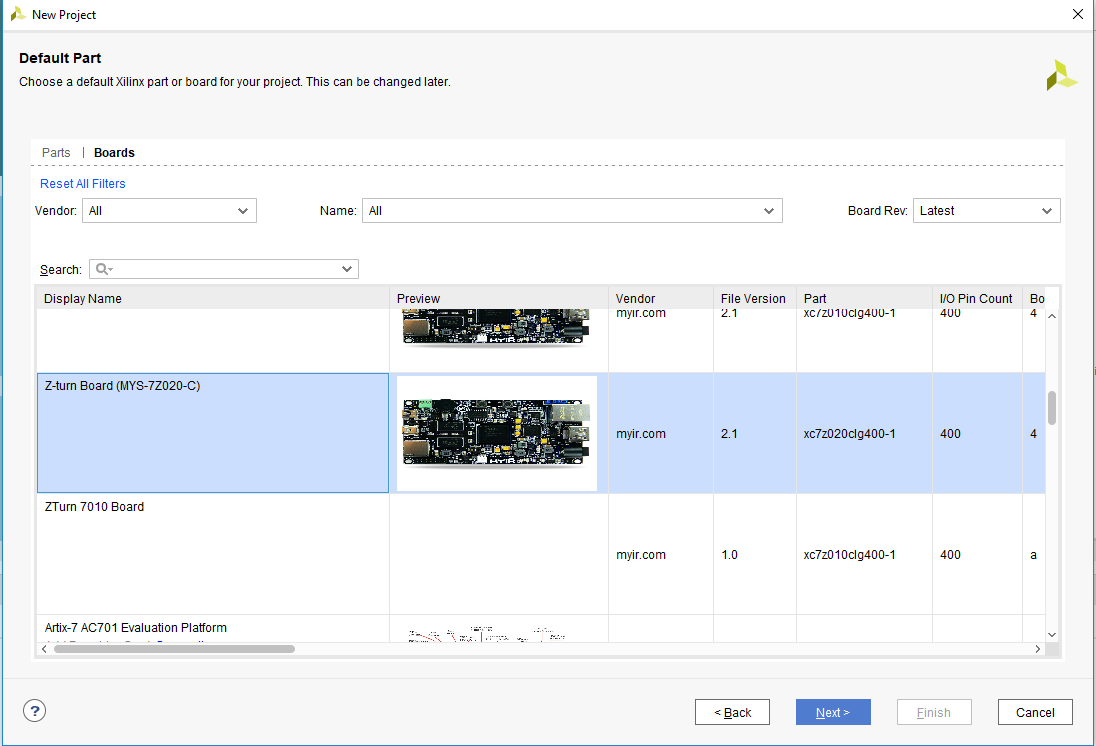 New Project
Default Part
Choose a default Xilinx part or board for your project. This can be changed later.
Parts | Boards
Reset All Filters
Vendor: All Name: All Board Rev: Latest
Search:
Display Name Preview Vendor File Version Part I/O Pin Count Bo
myir.com 2.1 xc7z010clg400-1 400 4
MYIR
Z-turn Board (MYS-7Z020-C)
myir.com 2.1 xc7z020clg400-1 400 4
MYIR
ZTurn 7010 Board
myir.com 1.0 xc7z010clg400-1 400 a
Artix-7 AC701 Evaluation Platform
? < Back Next > Finish Cancel